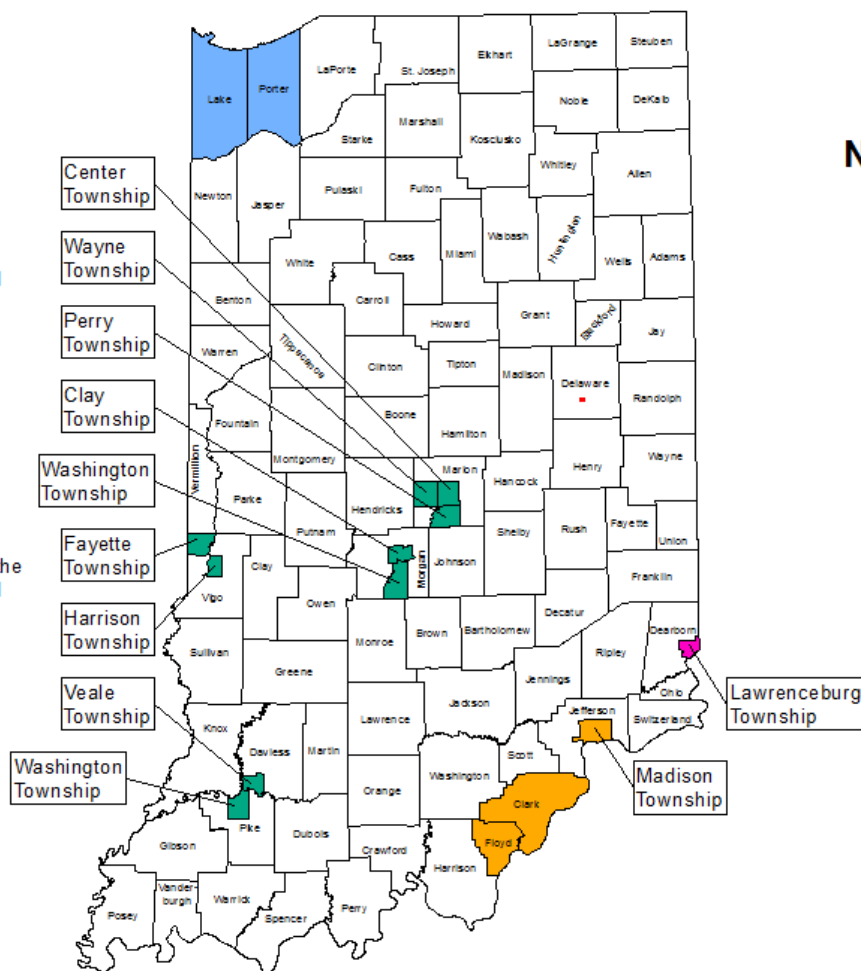 LaGrange
Steuben
Elkhart
LaPorte
St. Joseph
Porter
Lake
Noble
DeKalb
Marshall
Starke
Kosciusko
N
Center
Township
Whitley
Allen
Newton
Jasper
Pulaski
Fulton
Wabash
Huntington
Miami
Wayne
Township
White
Cass
Wells
Adams
Carroll
Benton
Grant
Blackford
Howard
Jay
Perry
Township
Warren
Tippecanoe
Clinton
Tipton
Madison
Delaware
Randolph
Clay
Township
Boone
Hamilton
Fountain
Montgomery
Marion
Henry
Wayne
Hancock
Washington
Township
Vermillion
Parke
Hendricks
Putnam
Shelby
Rush
Fayette
Union
Fayette
Township
he
Clay
Morgan
Johnson
Franklin
Vigo
Owen
Decatur
Harrison
Township
Monroe
Brown
Bartholomew
Dearborn
Ripley
Sullivan
Greene
Jennings
Ohio
Lawrenceburg
Township
Veale
Township
Jackson
Jefferson
Switzerland
Knox
Daviess
Martin
Lawrence
Scott
Washington
Township
Washington
Madison
Township
Orange
Clark
Pike
Dubois
Gibson
Floyd
Crawford
Harrison
Vander-
burgh
Warrick
Posey
Spencer
Perry